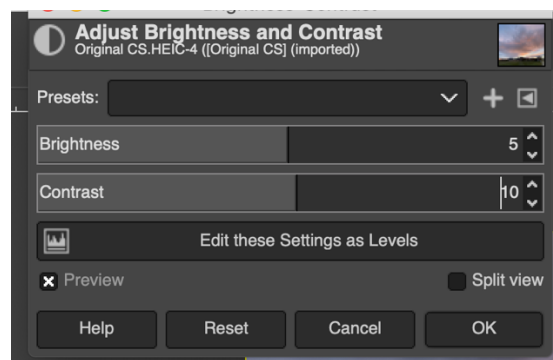 Adjust Brightness and Contrast
Original CS.HEIC-4 ([Original CS] (imported))
Presets:
Brightness 5
Contrast 10
Edit these Settings as Levels
Preview Split view
Help Reset Cancel OK